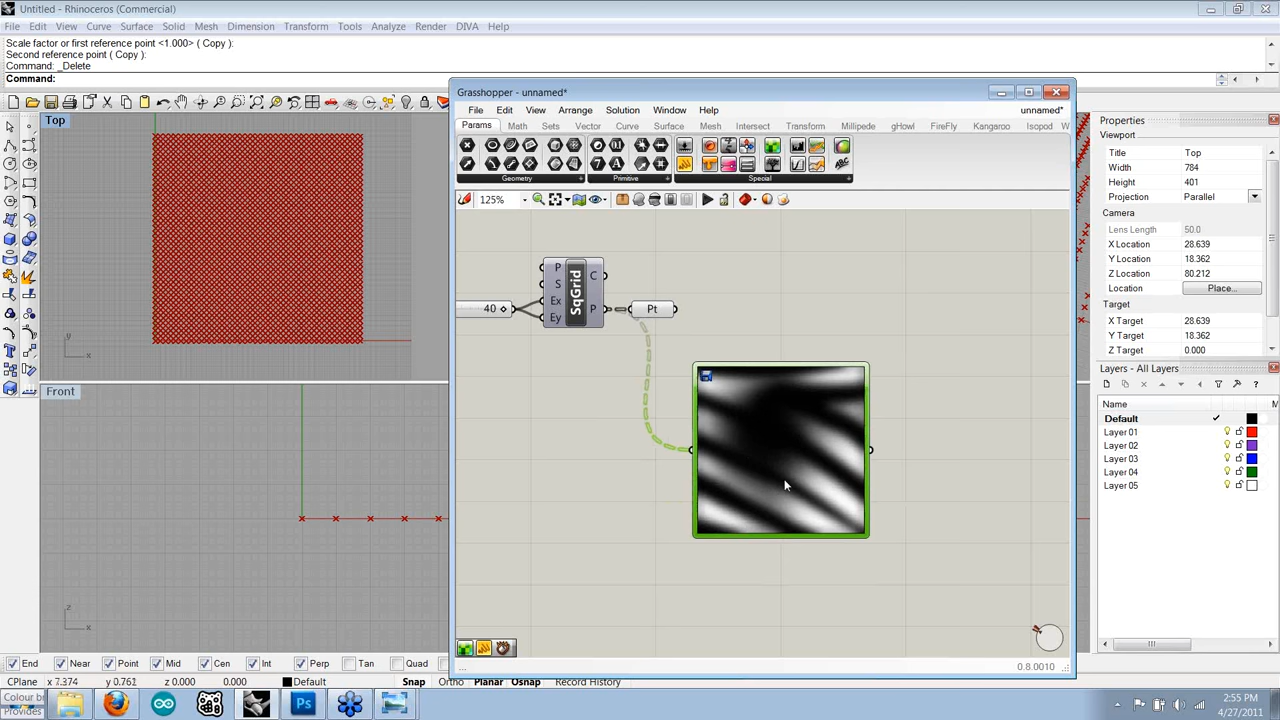 Untitled - Rhinoceros (Commercial)
File Edit View Curve Surface Solid Mesh Dimension Transform Tools Analyze Render DIVA Help
Scale factor or first reference point <1.000> ( Copy ):
Second reference point ( Copy ):
Command: _Delete
Command:
Top
Front
Grasshopper - unnamed*
File Edit View Arrange Solution Window Help
unnamed*
Params Math Sets Vector Curve Surface Mesh Intersect Transform Millipede gHowl FireFly Kangaroo Isopod W
Geometry Primitive Special
125%
40
P
S
Ex
Ey
SqGrid
C
P
Pt
...
0.8.0010
Properties
Viewport
Title Top
Width 784
Height 401
Projection Parallel
Camera
Lens Length 50.0
X Location 28.639
Y Location 18.362
Z Location 80.212
Location Place...
Target
X Target 28.639
Y Target 18.362
Z Target 0.000
Layers - All Layers
Name M
Default
Layer 01
Layer 02
Layer 03
Layer 04
Layer 05
y
x
z
x
End Near Point Mid Cen Int Perp Tan Quad
CPlane x 7.374 y 0.761 z 0.000 0.000 Default Snap Ortho Planar Osnap Record History
Colour b
Provides
Ps
2:55 PM
4/27/2011